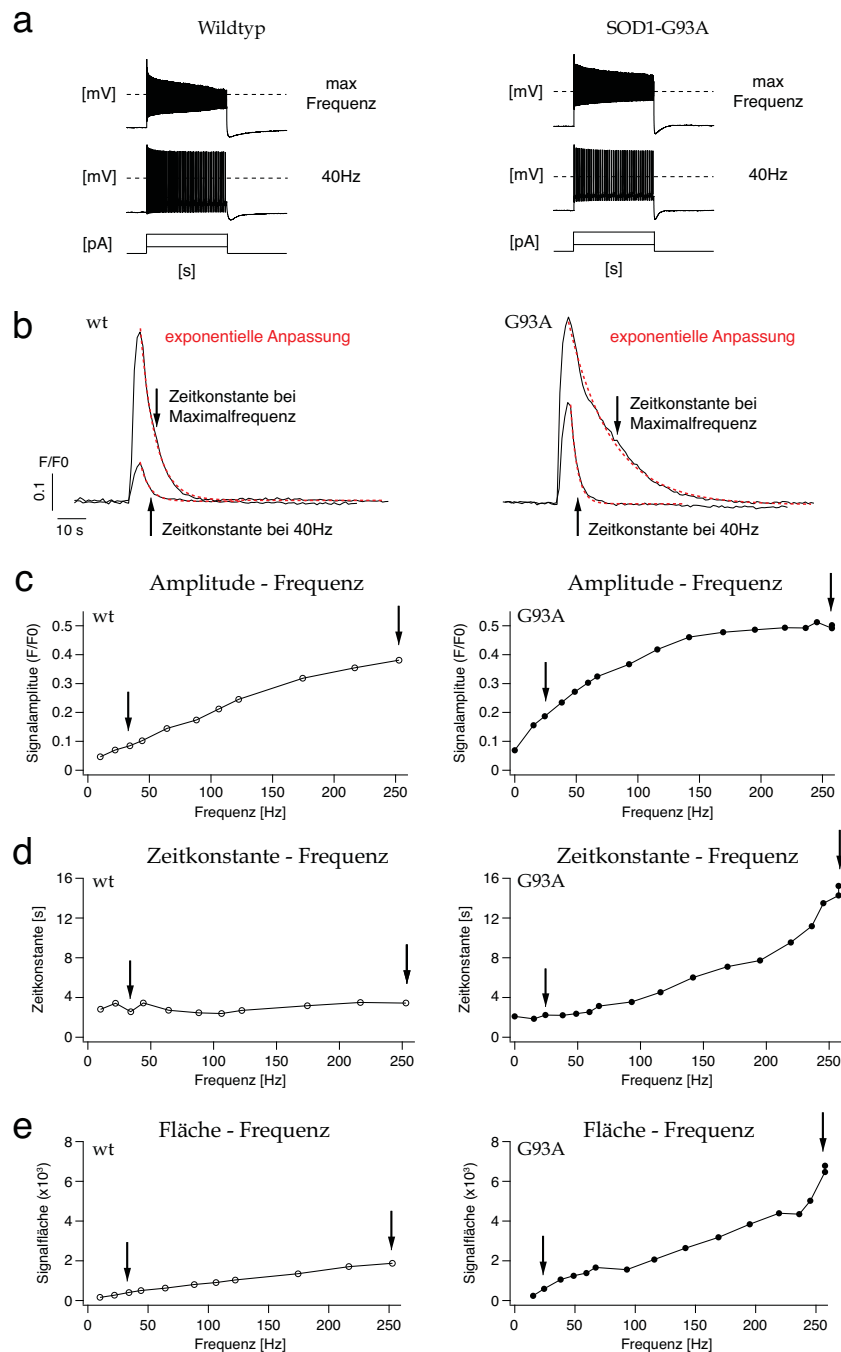 a
Wildtyp
SOD1-G93A
[mV]
max
Frequenz
[mV]
max
Frequenz
[mV]
40Hz
[mV]
40Hz
[pA]
[pA]
[s]
[s]
b
wt
exponentielle Anpassung
G93A
exponentielle Anpassung
Zeitkonstante bei
Maximalfrequenz
Zeitkonstante bei
Maximalfrequenz
F/F0
0.1
10 s
Zeitkonstante bei 40Hz
Zeitkonstante bei 40Hz
c
Amplitude - Frequenz
Amplitude - Frequenz
wt
G93A
Signalamplitue (F/F0)
0.5
0.4
0.3
0.2
0.1
0
0 50 100 150 200 250
Frequenz [Hz]
Signalamplitue (F/F0)
0.5
0.4
0.3
0.2
0.1
0
0 50 100 150 200 250
Frequenz [Hz]
d
Zeitkonstante - Frequenz
Zeitkonstante - Frequenz
wt
G93A
Zeitkonstante [s]
16
12
8
4
0
0 50 100 150 200 250
Frequenz [Hz]
Zeitkonstante [s]
16
12
8
4
0
0 50 100 150 200 250
Frequenz [Hz]
e
Fläche - Frequenz
Fläche - Frequenz
wt
G93A
Signalfläche (x10³)
8
6
4
2
0
0 50 100 150 200 250
Frequenz [Hz]
Signalfläche (x10³)
8
6
4
2
0
0 50 100 150 200 250
Frequenz [Hz]